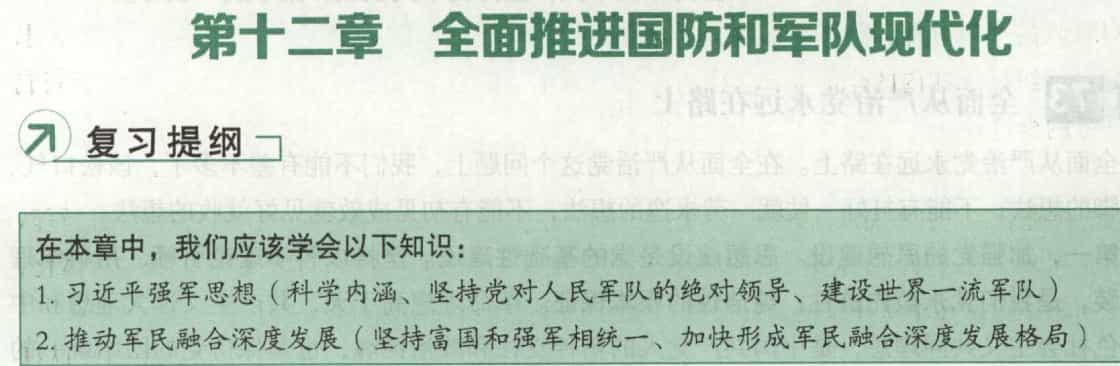 第十二章 全面推进国防和军队现代化
复习提纲
在本章中，我们应该学会以下知识：
1. 习近平强军思想（科学内涵、坚持党对人民军队的绝对领导、建设世界一流军队）
2. 推动军民融合深度发展（坚持富国和强军相统一、加快形成军民融合深度发展格局）